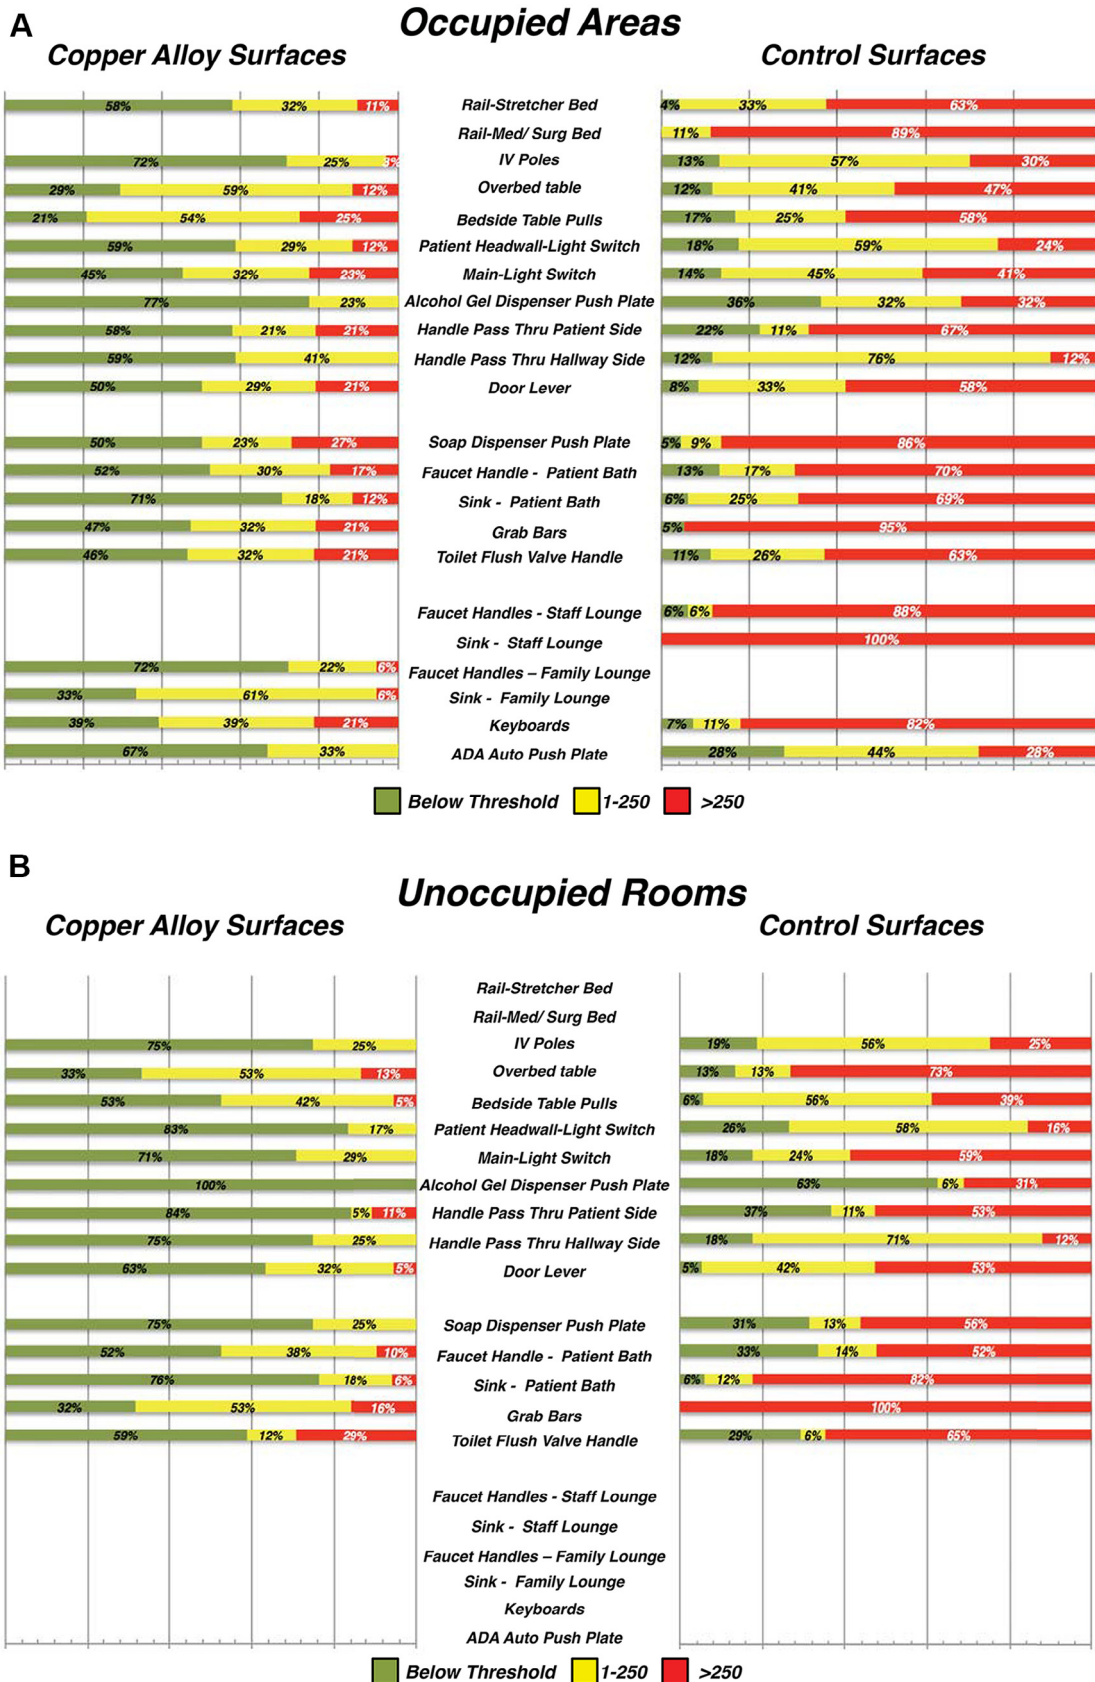 A
Occupied Areas
Copper Alloy Surfaces Control Surfaces
58% 32% 11% Rail-Stretcher Bed 4% 33% 63%
Rail-Med/ Surg Bed 11% 89%
72% 25% 3% IV Poles 13% 57% 30%
29% 59% 12% Overbed table 12% 41% 47%
21% 54% 25% Bedside Table Pulls 17% 25% 58%
59% 29% 12% Patient Headwall-Light Switch 18% 59% 24%
45% 32% 23% Main-Light Switch 14% 45% 41%
77% 23% Alcohol Gel Dispenser Push Plate 36% 32% 32%
58% 21% 21% Handle Pass Thru Patient Side 22% 11% 67%
59% 41% Handle Pass Thru Hallway Side 12% 76% 12%
50% 29% 21% Door Lever 8% 33% 58%
50% 23% 27% Soap Dispenser Push Plate 5% 9% 86%
52% 30% 17% Faucet Handle - Patient Bath 13% 17% 70%
71% 18% 12% Sink - Patient Bath 6% 25% 69%
47% 32% 21% Grab Bars 5% 95%
46% 32% 21% Toilet Flush Valve Handle 11% 26% 63%
Faucet Handles - Staff Lounge 6% 6% 88%
Sink - Staff Lounge 100%
72% 22% 6% Faucet Handles – Family Lounge
33% 61% 6% Sink - Family Lounge
39% 39% 21% Keyboards 7% 11% 82%
67% 33% ADA Auto Push Plate 28% 44% 28%
Below Threshold 1-250 >250
B
Unoccupied Rooms
Copper Alloy Surfaces Control Surfaces
Rail-Stretcher Bed
Rail-Med/ Surg Bed
75% 25% IV Poles 19% 56% 25%
33% 53% 13% Overbed table 13% 13% 73%
53% 42% 5% Bedside Table Pulls 6% 56% 39%
83% 17% Patient Headwall-Light Switch 26% 58% 16%
71% 29% Main-Light Switch 18% 24% 59%
100% Alcohol Gel Dispenser Push Plate 63% 6% 31%
84% 5% 11% Handle Pass Thru Patient Side 37% 11% 53%
75% 25% Handle Pass Thru Hallway Side 18% 71% 12%
63% 32% 5% Door Lever 5% 42% 53%
75% 25% Soap Dispenser Push Plate 31% 13% 56%
52% 38% 10% Faucet Handle - Patient Bath 33% 14% 52%
76% 18% 6% Sink - Patient Bath 6% 12% 82%
32% 53% 16% Grab Bars 100%
59% 12% 29% Toilet Flush Valve Handle 29% 6% 65%
Faucet Handles - Staff Lounge
Sink - Staff Lounge
Faucet Handles – Family Lounge
Sink - Family Lounge
Keyboards
ADA Auto Push Plate
Below Threshold 1-250 >250